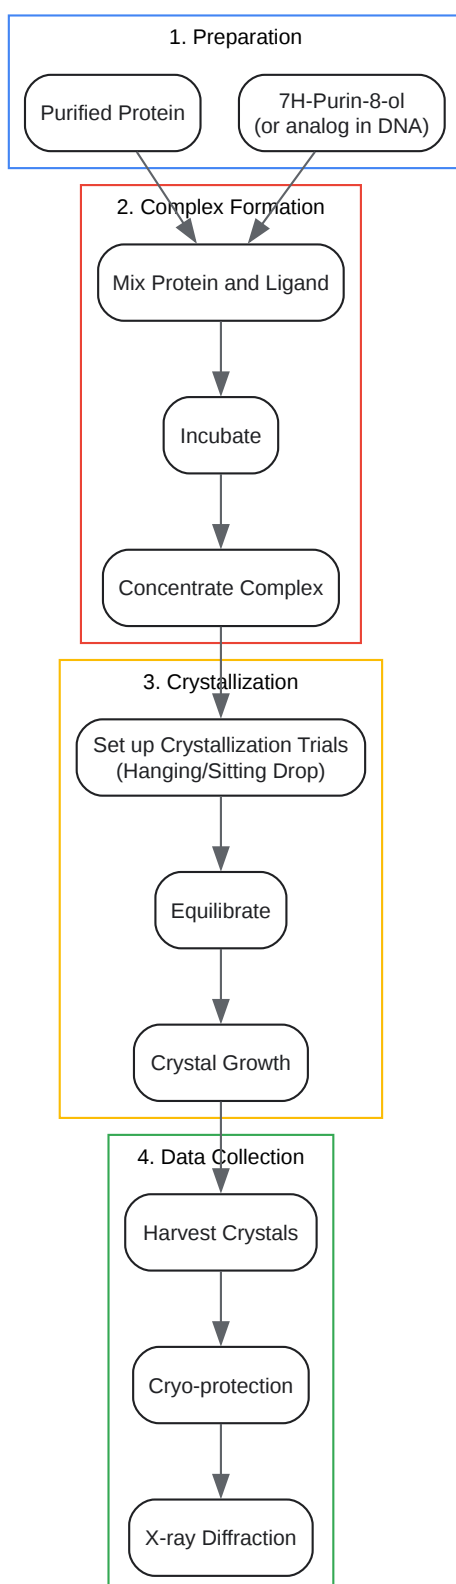 1. Preparation
Purified Protein
7H-Purin-8-ol
(or analog in DNA)
2. Complex Formation
Mix Protein and Ligand
Incubate
Concentrate Complex
3. Crystallization
Set up Crystallization Trials
(Hanging/Sitting Drop)
Equilibrate
Crystal Growth
4. Data Collection
Harvest Crystals
Cryo-protection
X-ray Diffraction